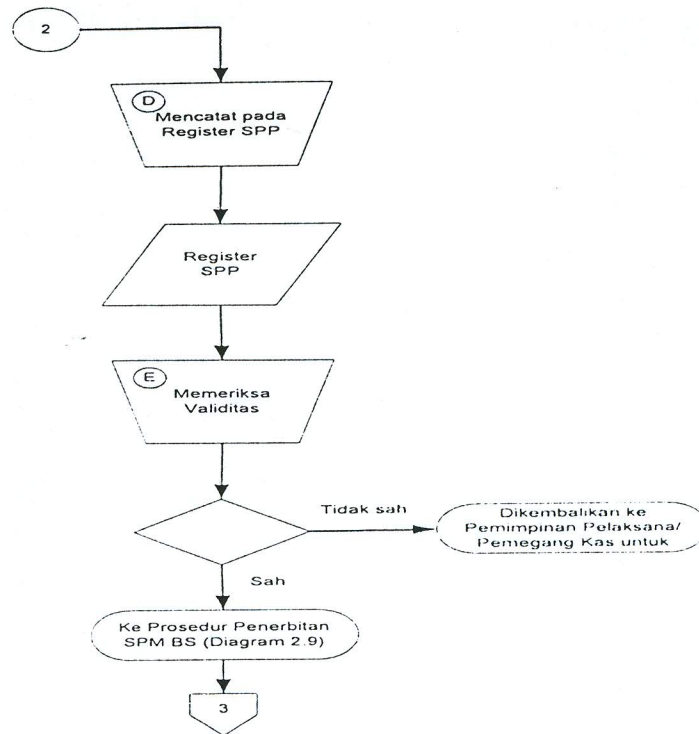 2
D
Mencatat pada
Register SPP
Register
SPP
E
Memeriksa
Validitas
Tidak sah
Dikembalikan ke
Pemimpinan Pelaksana/
Pemegang Kas untuk
Sah
Ke Prosedur Penerbitan
SPM BS (Diagram 2.9)
3